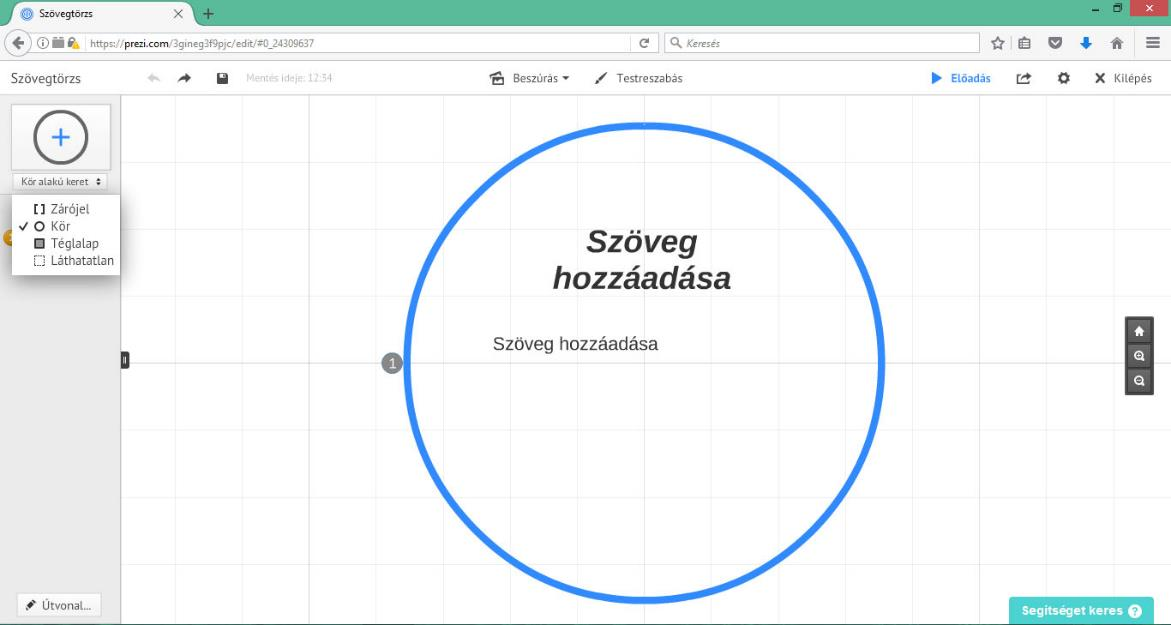 Szövegtörzs
https://prezi.com/3gineg3f9pjc/edit/#0_24309637
Keresés
Szövegtörzs
Mentés ideje: 12:34
Beszúrás
Testreszabás
Előadás
Kilépés
Kör alakú keret
Zárójel
Kör
Téglalap
Láthatatlan
Szöveg
hozzáadása
Szöveg hozzáadása
1
Útvonal...
Segítséget keres ?